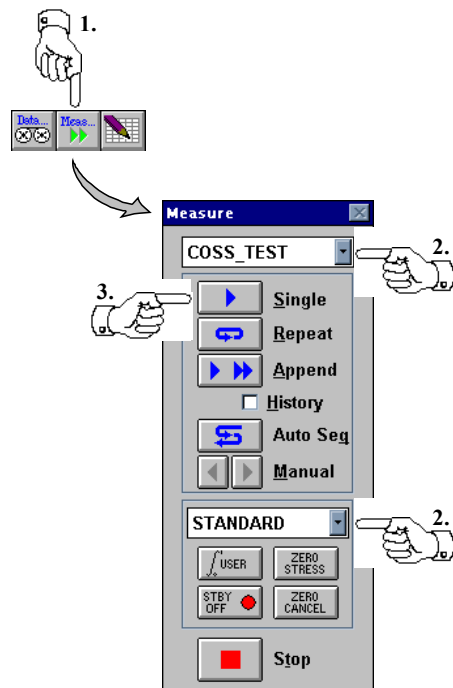 1.
Data...
Meas...
Measure
COSS_TEST
2.
3.
Single
Repeat
Append
History
Auto Seq
Manual
STANDARD
2.
USER
ZERO STRESS
STBY OFF
ZERO CANCEL
Stop